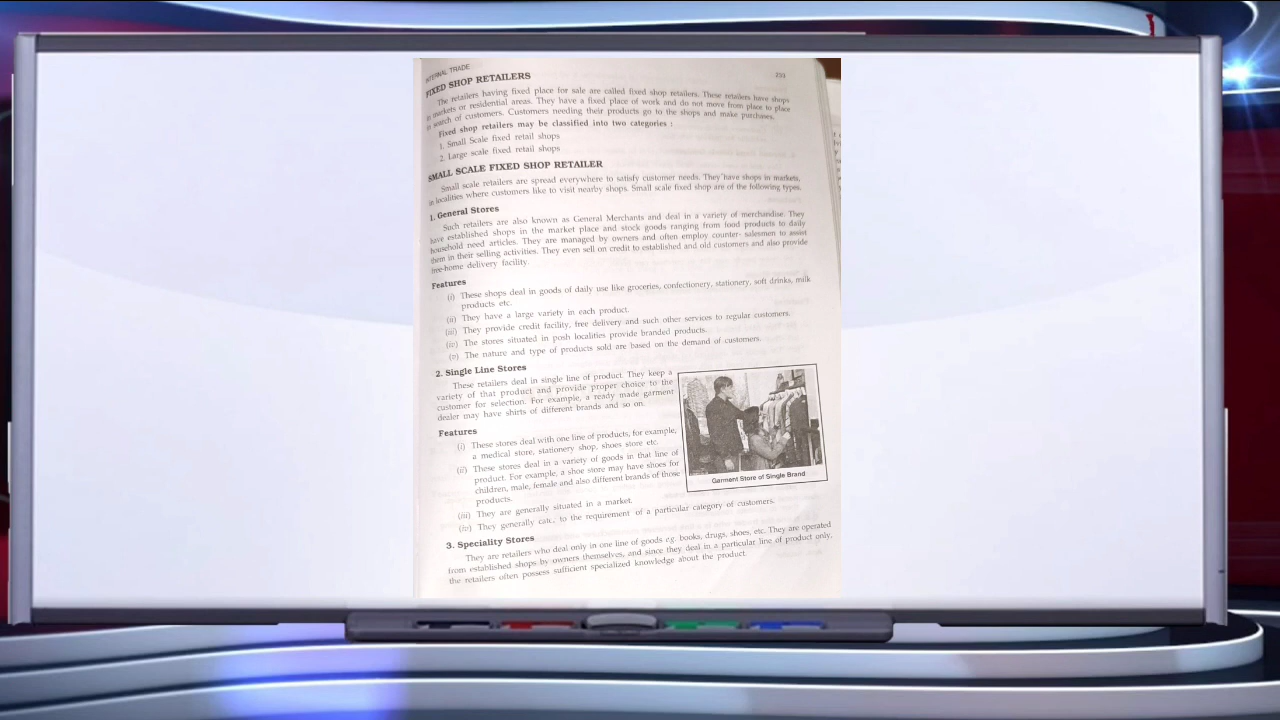 INTERNAL TRADE
293
FIXED SHOP RETAILERS
The retailers having fixed place for sale are called fixed shop retailers. These retailers have shops
in markets or residential areas. They have a fixed place of work and do not move from place to place
in search of customers. Customers needing their products go to the shops and make purchases.
Fixed shop retailers may be classified into two categories :
1. Small Scale fixed retail shops
2. Large scale fixed retail shops
SMALL SCALE FIXED SHOP RETAILER
Small scale retailers are spread everywhere to satisfy customer needs. They have shops in markets,
in localities where customers like to visit nearby shops. Small scale fixed shop are of the following types.
1. General Stores
Such retailers are also known as General Merchants and deal in a variety of merchandise. They
have established shops in the market place and stock goods ranging from food products to daily
household need articles. They are managed by owners and often employ counter- salesmen to assist
them in their selling activities. They even sell on credit to established and old customers and also provide
free-home delivery facility.
Features
(i) These shops deal in goods of daily use like groceries, confectionery, stationery, soft drinks, milk
products etc.
(ii) They have a large variety in each product.
(iii) They provide credit facility, free delivery and such other services to regular customers.
(iv) The stores situated in posh localities provide branded products.
(v) The nature and type of products sold are based on the demand of customers.
2. Single Line Stores
These retailers deal in single line of product. They keep a
variety of that product and provide proper choice to the
customer for selection. For example, a ready made garment
dealer may have shirts of different brands and so on.
Features
(i) These stores deal with one line of products, for example,
a medical store, stationery shop, shoes store etc.
(ii) These stores deal in a variety of goods in that line of
product. For example, a shoe store may have shoes for
children, male, female and also different brands of those
products.
Garment Store of Single Brand
(iii) They are generally situated in a market.
(iv) They generally to the requirement of a particular category of customers.
3. Speciality Stores
They are retailers who deal only in one line of goods e.g. books, drugs, shoes, etc. They are operated
from established shops by owners themselves, and since they deal in a particular line of product only,
the retailers often possess sufficient specialized knowledge about the product